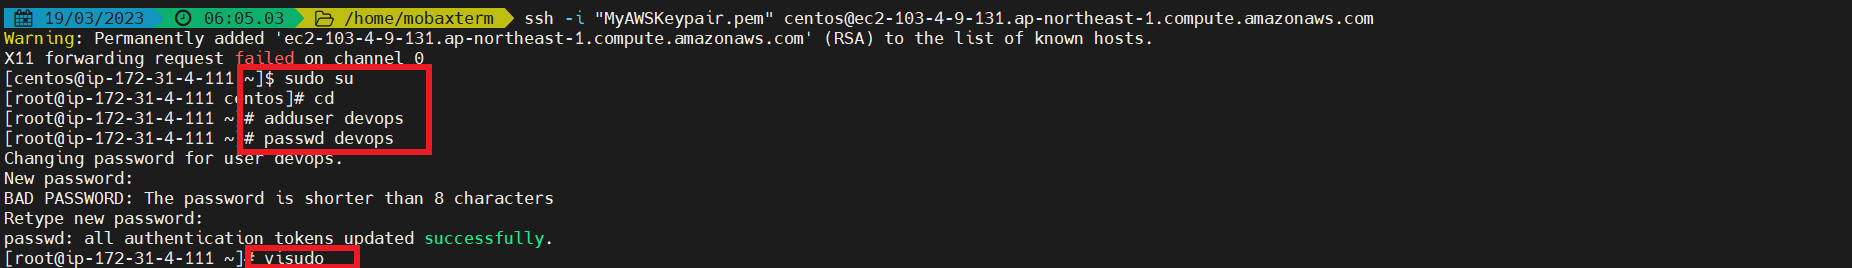 19/03/2023 06:05.03 /home/mobaxterm ssh -i "MyAWSKeypair.pem" centos@ec2-103-4-9-131.ap-northeast-1.compute.amazonaws.com
Warning: Permanently added 'ec2-103-4-9-131.ap-northeast-1.compute.amazonaws.com' (RSA) to the list of known hosts.
X11 forwarding request failed on channel 0
[centos@ip-172-31-4-111 ~]$ sudo su
[root@ip-172-31-4-111 centos]# cd
[root@ip-172-31-4-111 ~]# adduser devops
[root@ip-172-31-4-111 ~]# passwd devops
Changing password for user devops.
New password:
BAD PASSWORD: The password is shorter than 8 characters
Retype new password:
passwd: all authentication tokens updated successfully.
[root@ip-172-31-4-111 ~]# visudo